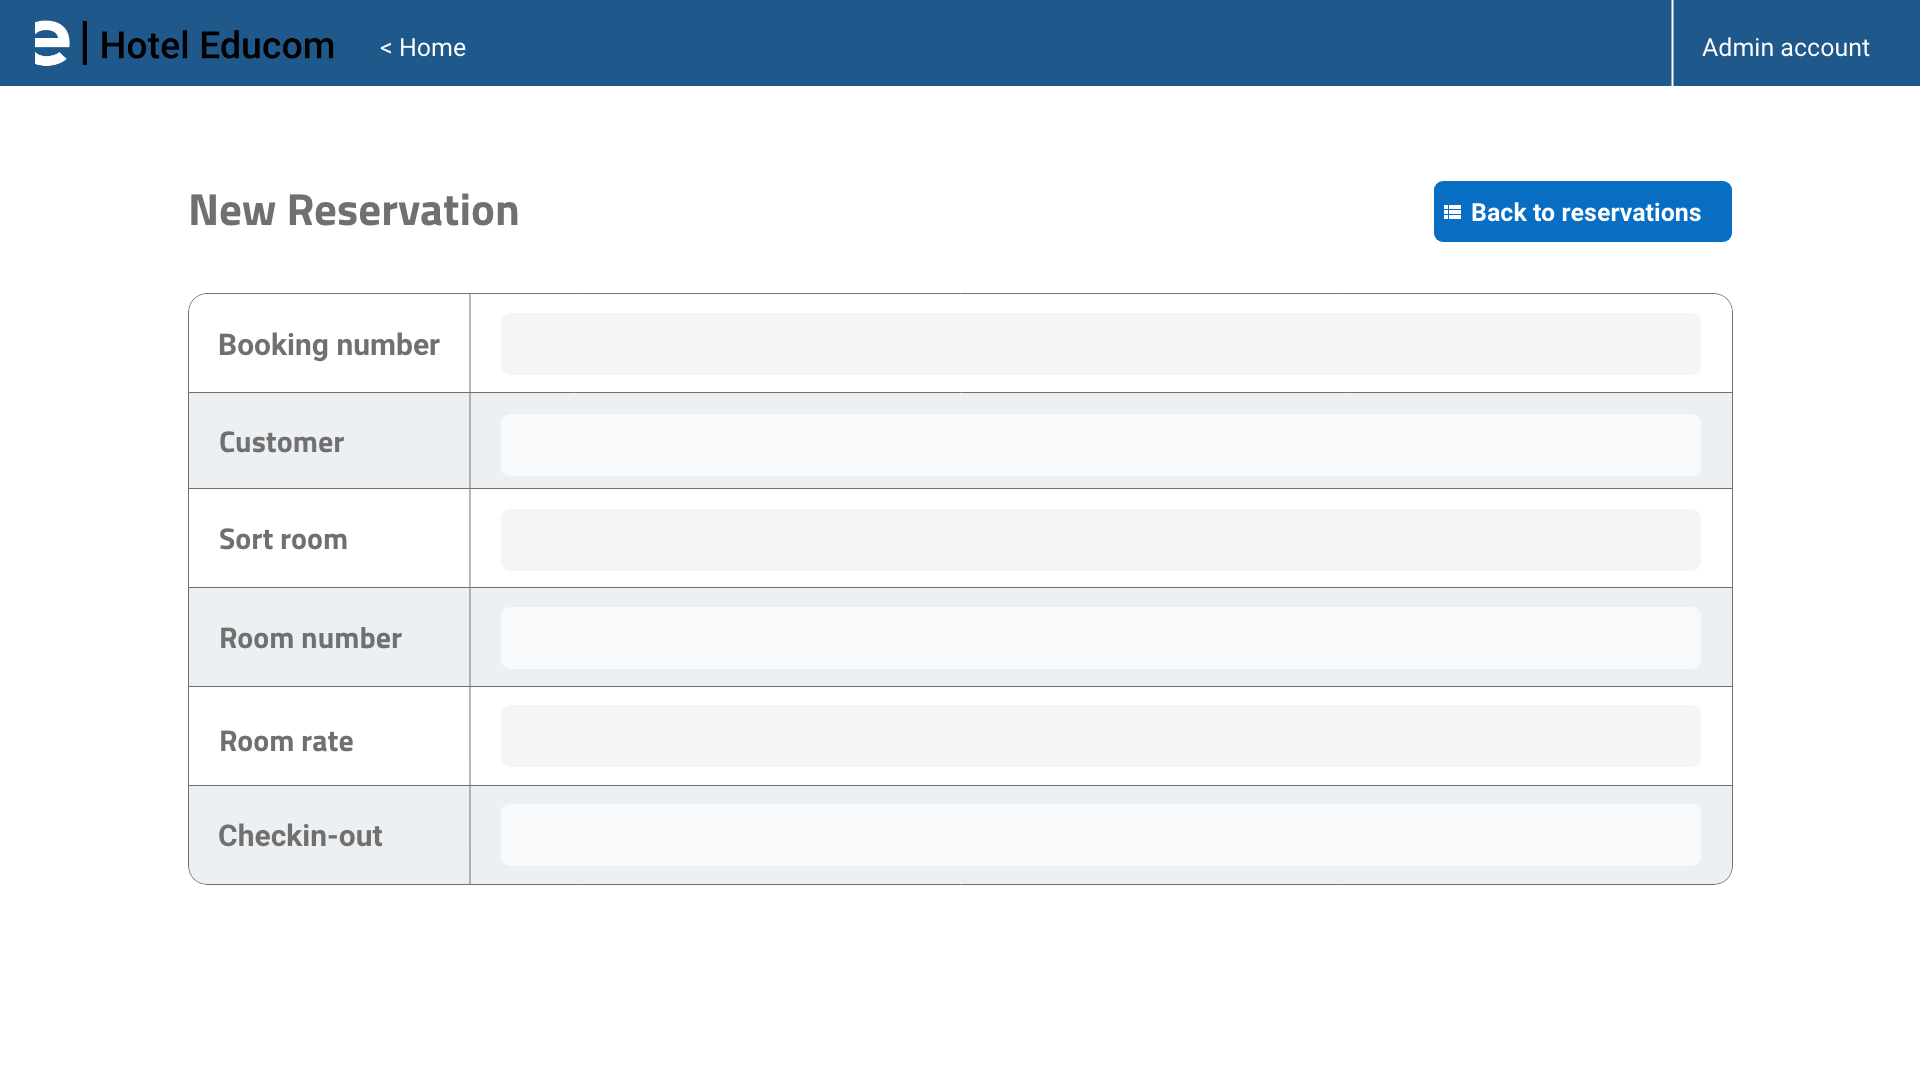 e | Hotel Educom
< Home
Admin account
New Reservation
Back to reservations
Booking number
Customer
Sort room
Room number
Room rate
Checkin-out